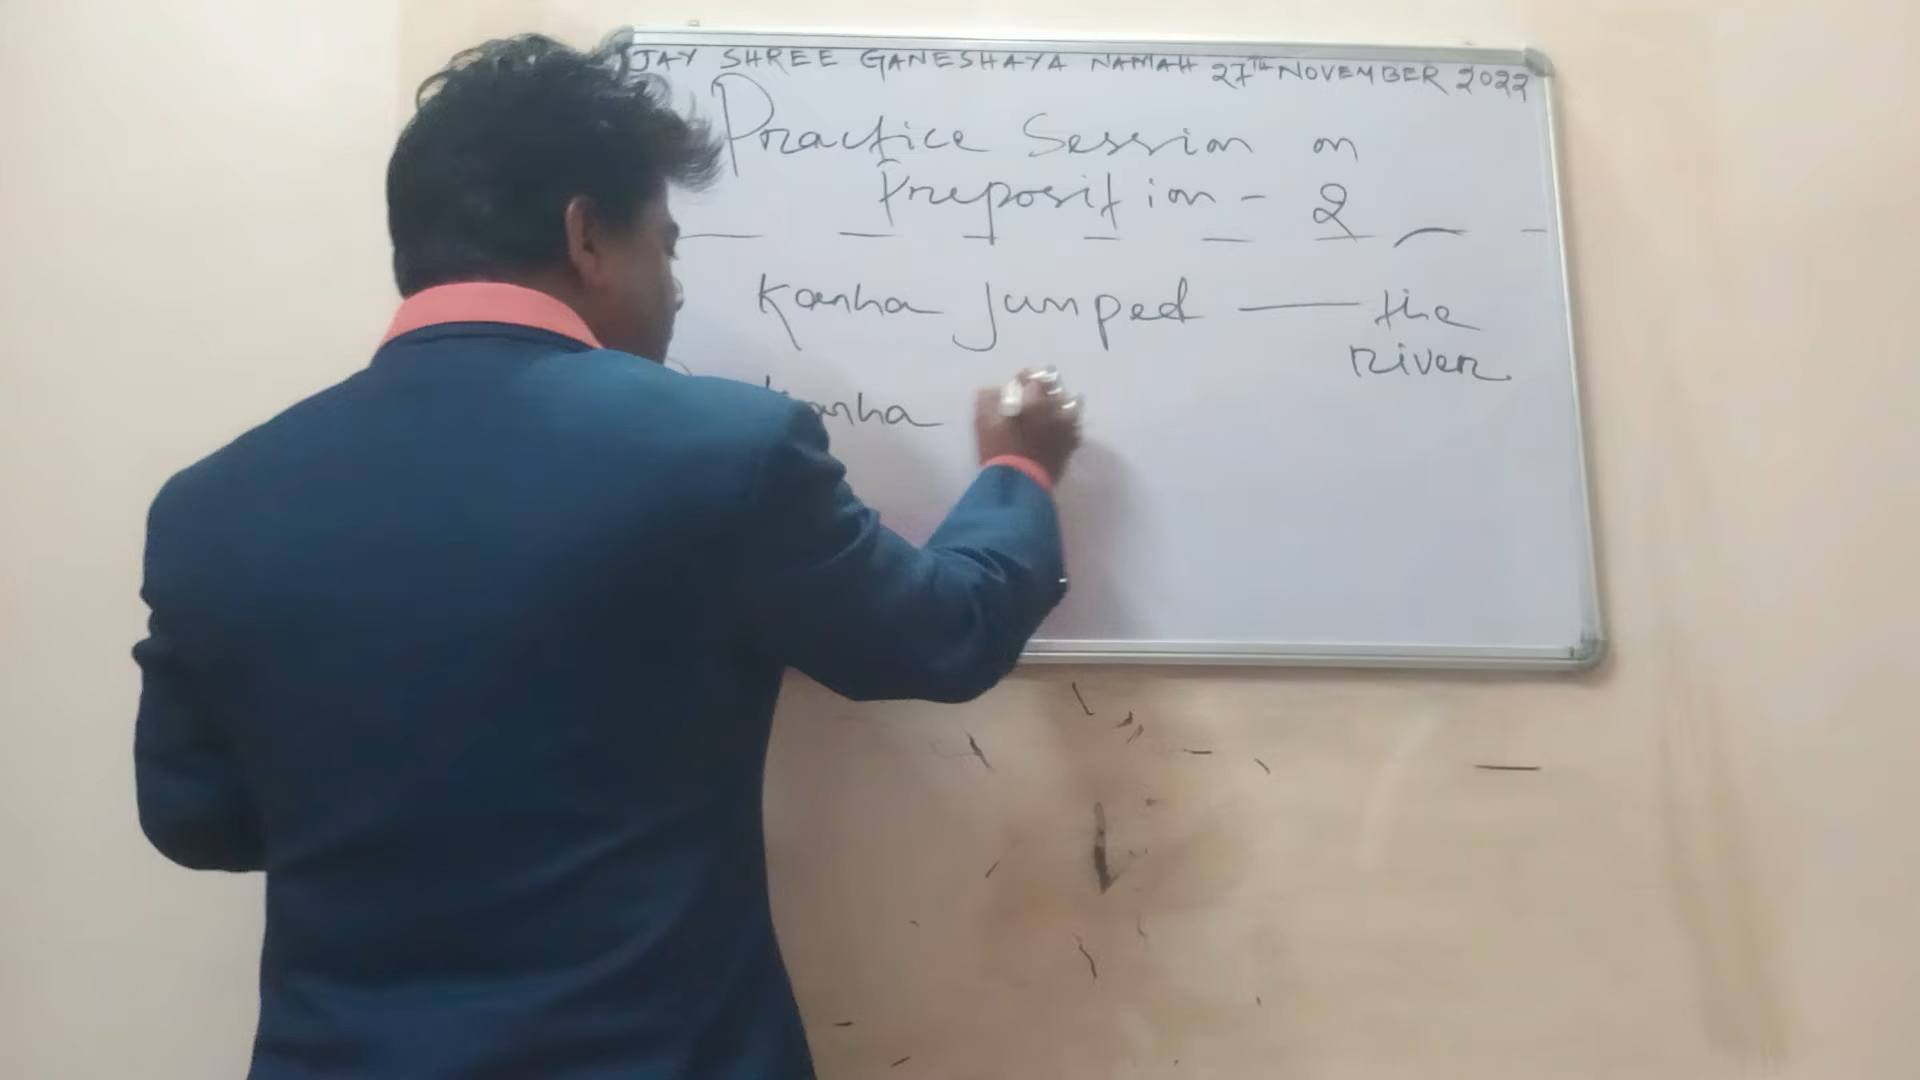 JAY SHREE GANESHAYA NAMAH 27TH NOVEMBER 2022
Practice Session on
Preposition - 2
Kanha jumped —— the
river.
Kanha